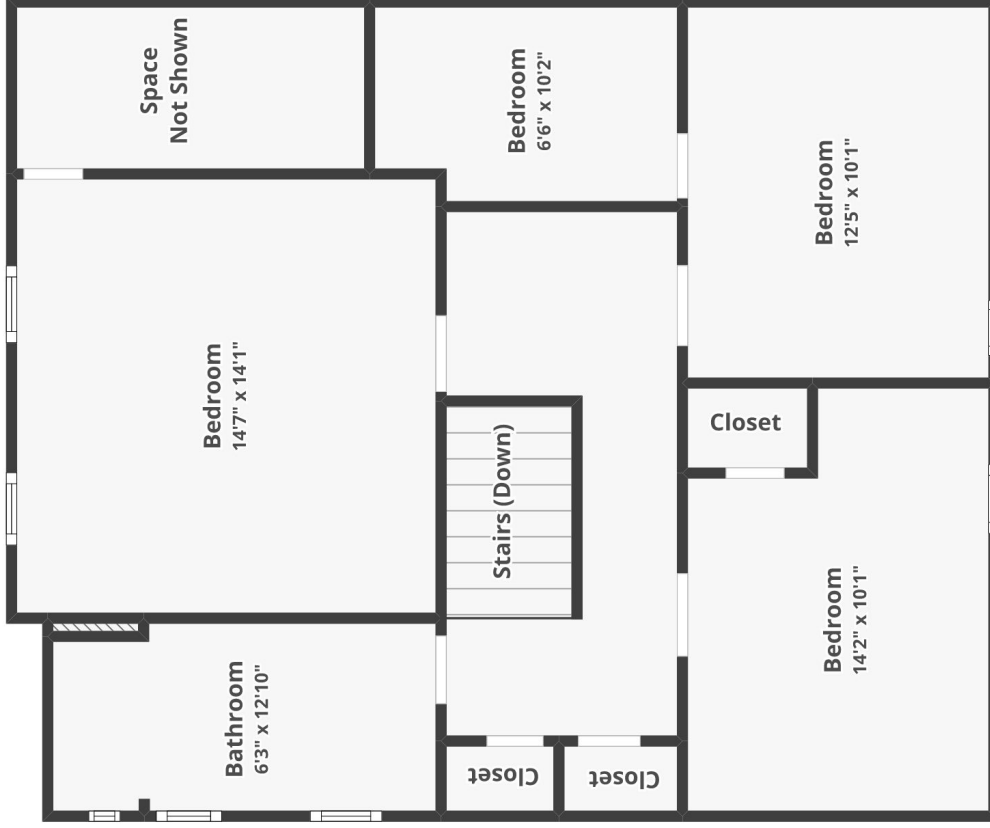 Space
Not Shown
Bedroom
6'6" x 10'2"
Bedroom
12'5" x 10'1"
Bedroom
14'7" x 14'1"
Closet
Stairs (Down)
Bedroom
14'2" x 10'1"
Bathroom
6'3" x 12'10"
Closet
Closet